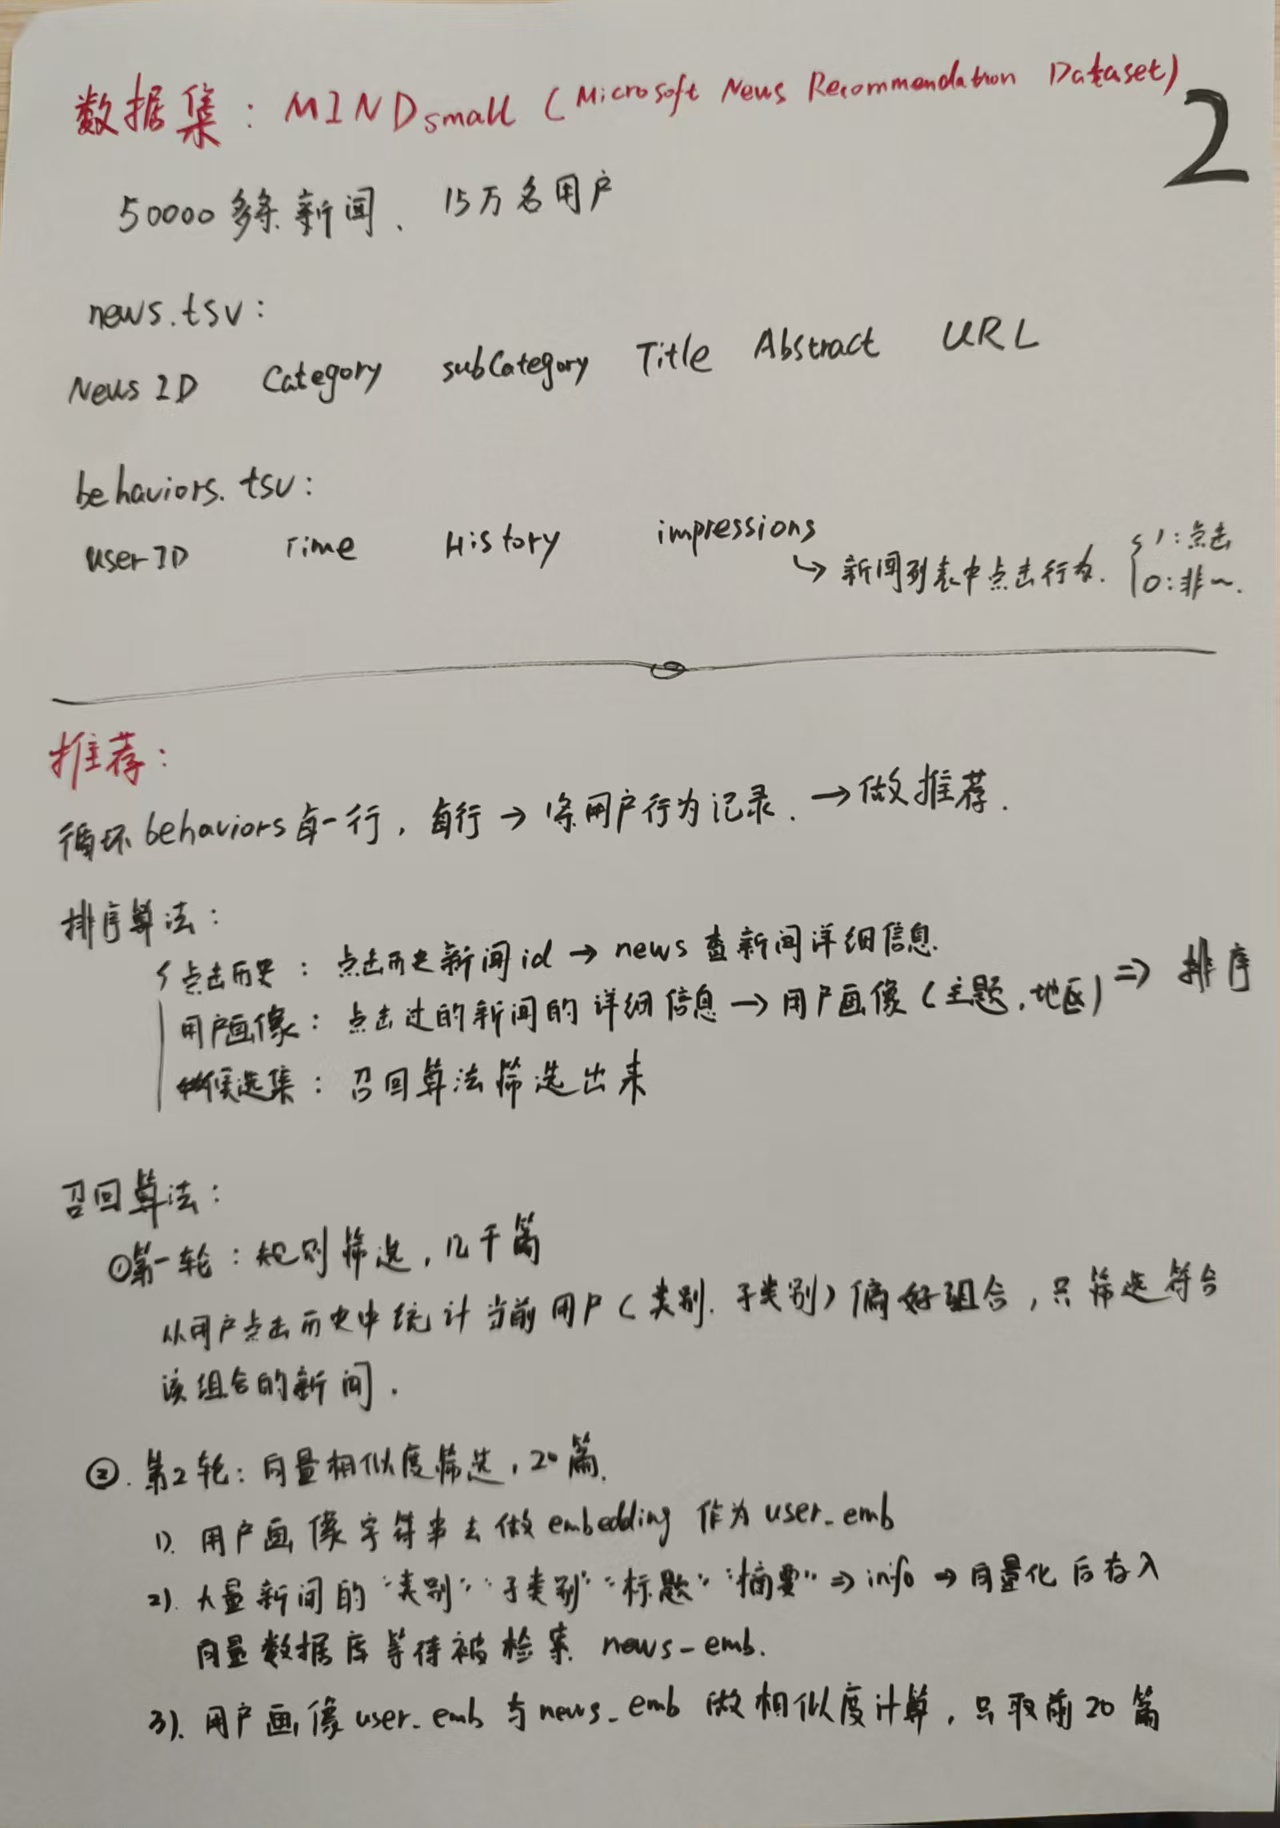 数据集: MINDsmall (Microsoft News Recommendation Dataset)
2
50000多条新闻、15万名用户
news.tsv:
News ID Category subCategory Title Abstract URL
behaviors.tsv:
userID Time History impressions
↳ 新闻列表中点击行为. { 1:点击
0:非~.
推荐:
循环behaviors每一行, 每行→条用户行为记录. →做推荐.
排序算法:
点击历史: 点击历史新闻id → news查新闻详细信息.
用户画像: 点击过的新闻的详细信息 → 用户画像(主题.地区) => 排序
候选集: 召回算法筛选出来
召回算法:
①第一轮: 规则筛选, 几千篇
从用户点击历史中统计当前用户(类别.子类别)偏好组合, 只筛选符合
该组合的新闻.
②. 第2轮: 向量相似度筛选, 20篇.
1). 用户画像字符串去做embedding作为user_emb
2). 大量新闻的“类别”“子类别”“标题”“摘要”⇒info⇒向量化后存入
向量数据库等待被检索. news_emb.
3). 用户画像user_emb与news_emb做相似度计算, 只取前20篇